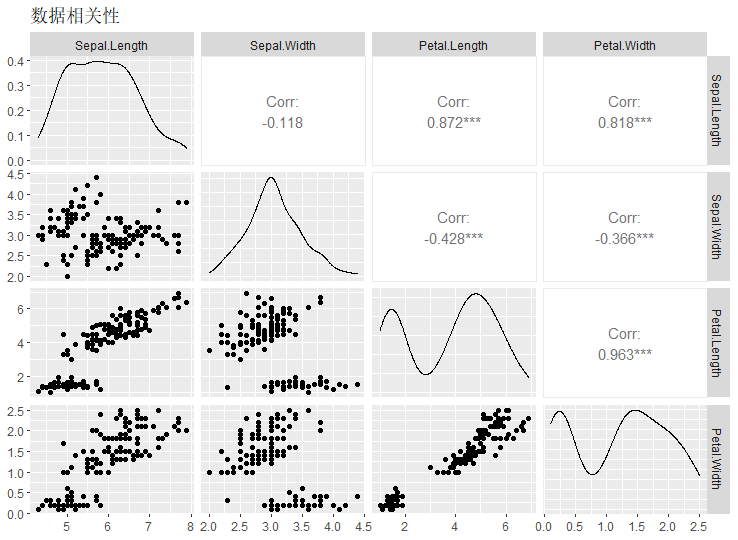 数据相关性
Sepal.Length Sepal.Width Petal.Length Petal.Width
0.4
0.3
0.2
0.1
0.0
Corr:
-0.118
Corr:
0.872***
Corr:
0.818***
Sepal.Length
4.5
4.0
3.5
3.0
2.5
2.0
Corr:
-0.428***
Corr:
-0.366***
Sepal.Width
6
4
2
Corr:
0.963***
Petal.Length
2.5
2.0
1.5
1.0
0.5
0.0
Petal.Width
5 6 7 8 2.0 2.5 3.0 3.5 4.0 4.5 2 4 6 0.0 0.5 1.0 1.5 2.0 2.5